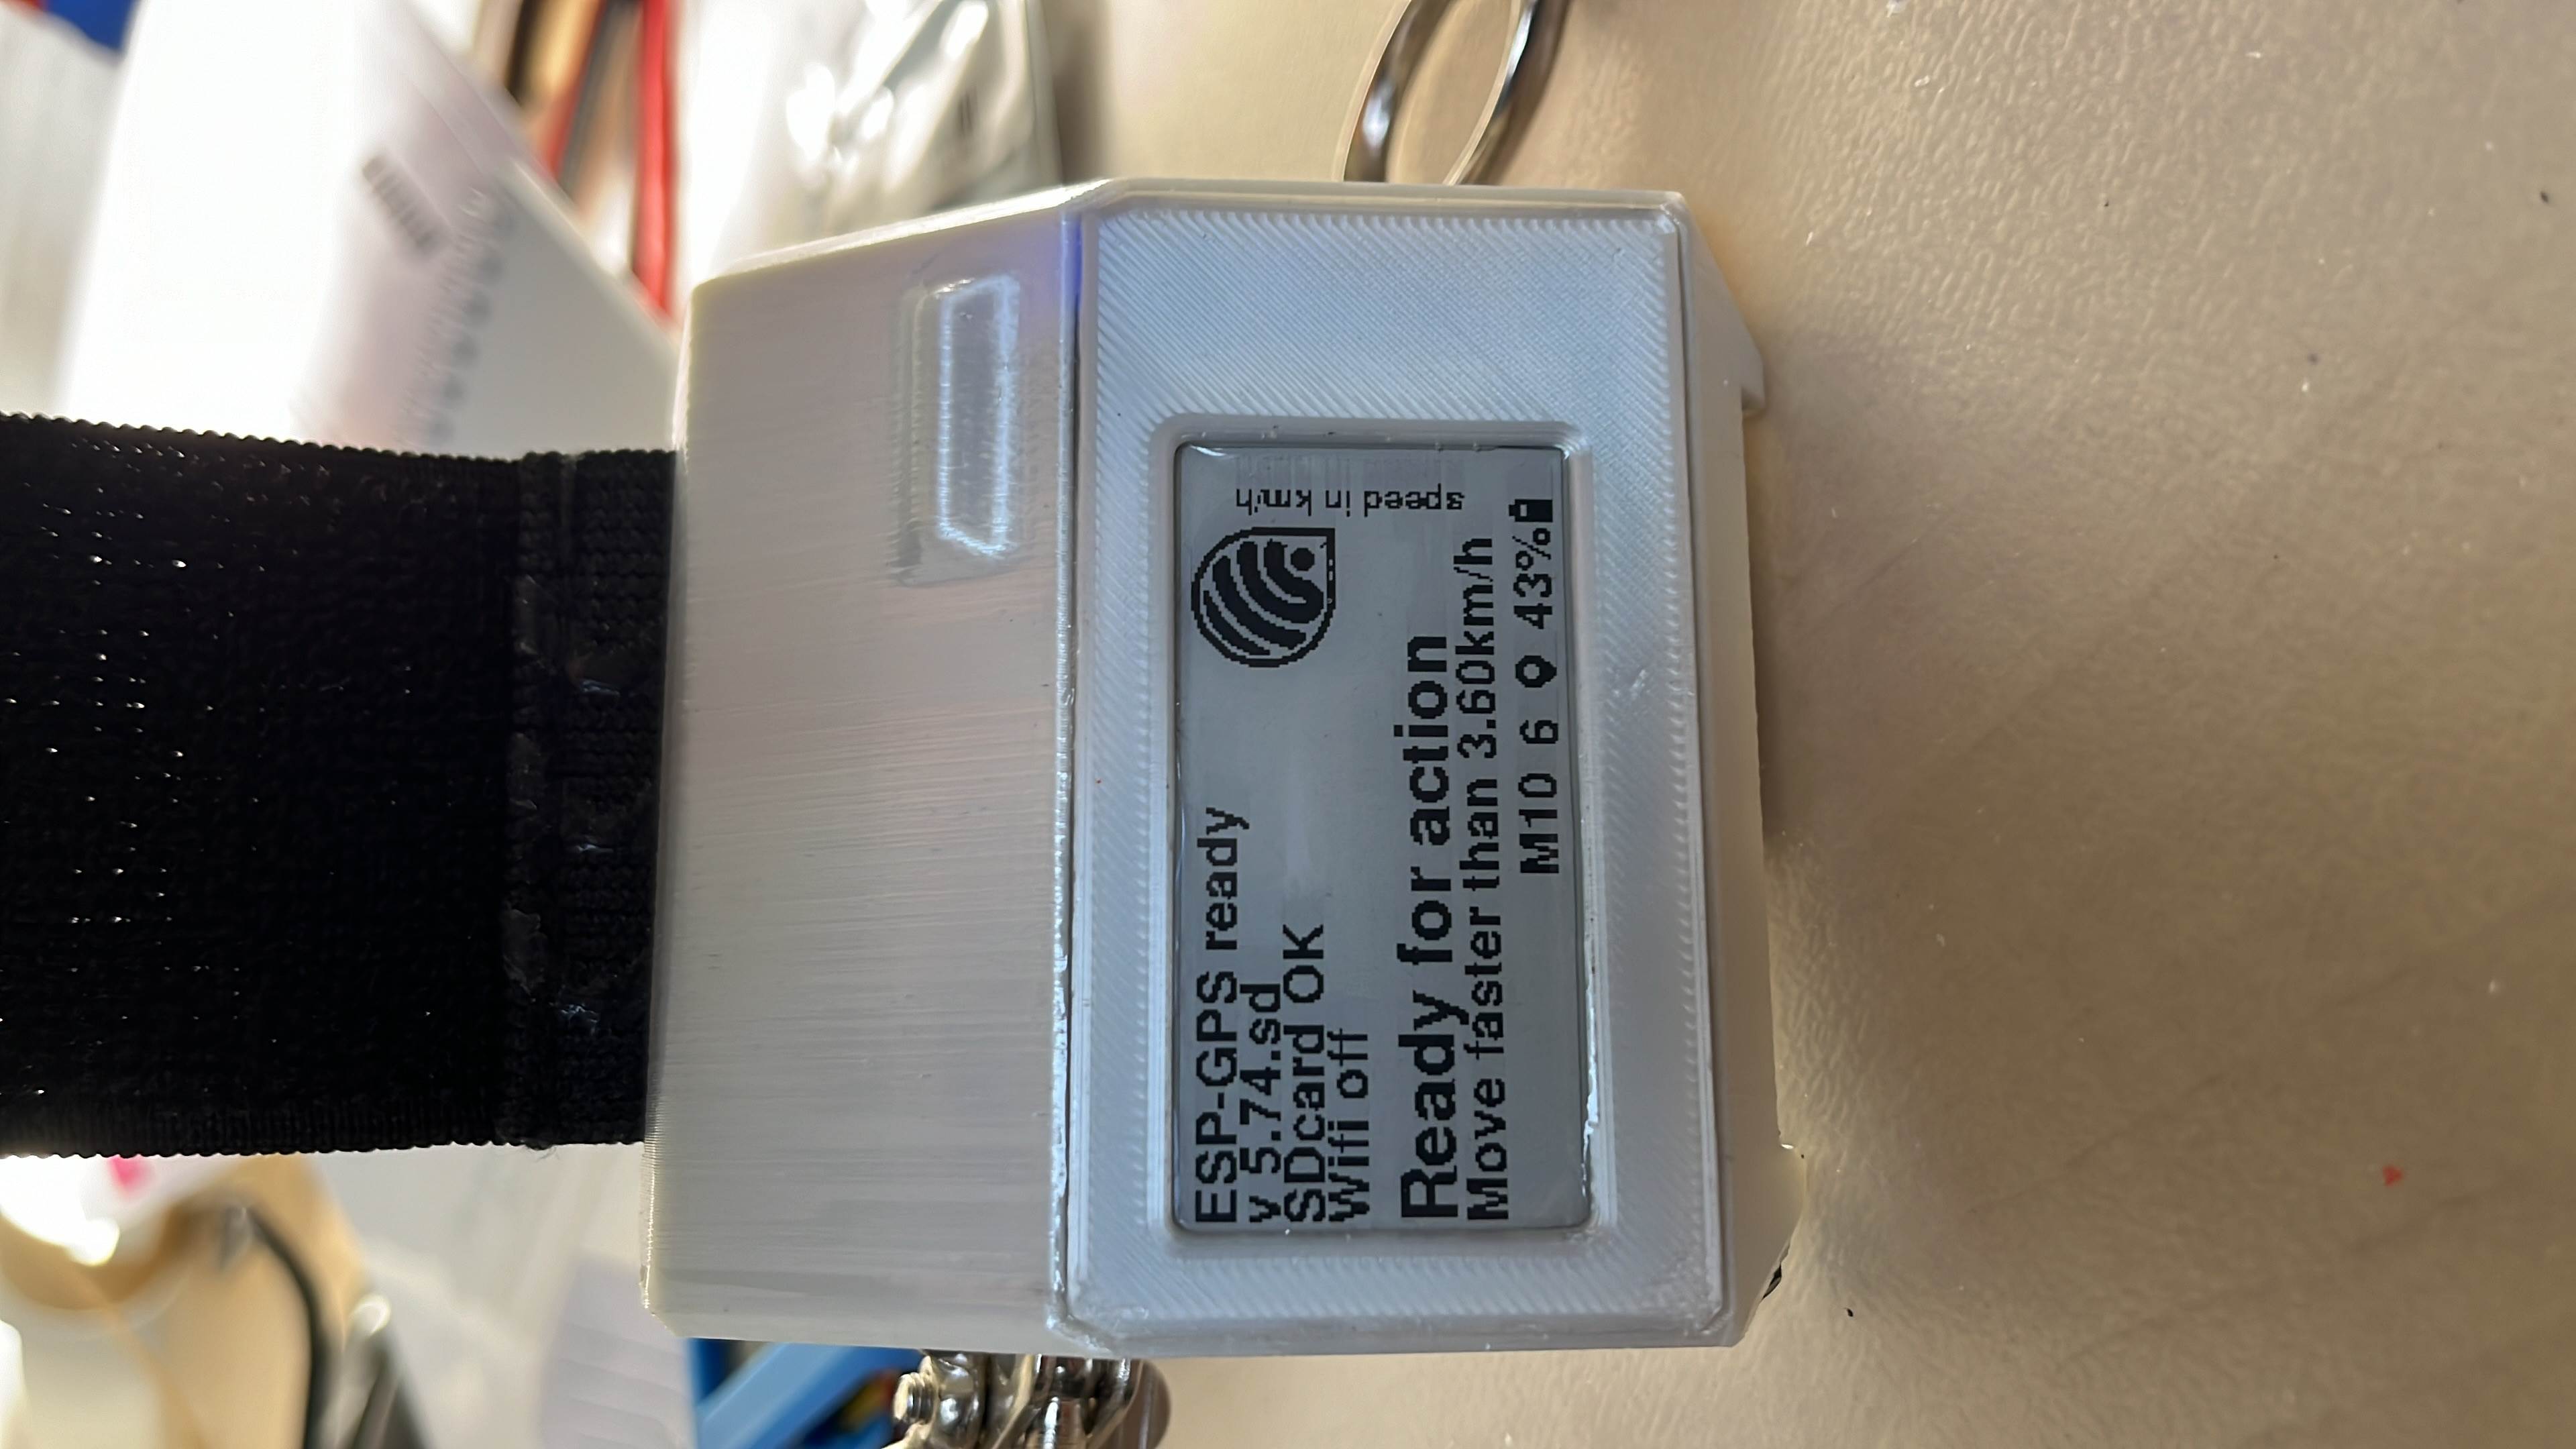 ESP-GPS ready
v 5.74.sd
SDcard OK
Wifi off
speed in km/h
Ready for action
Move faster than 3.60km/h
M10 6 43%